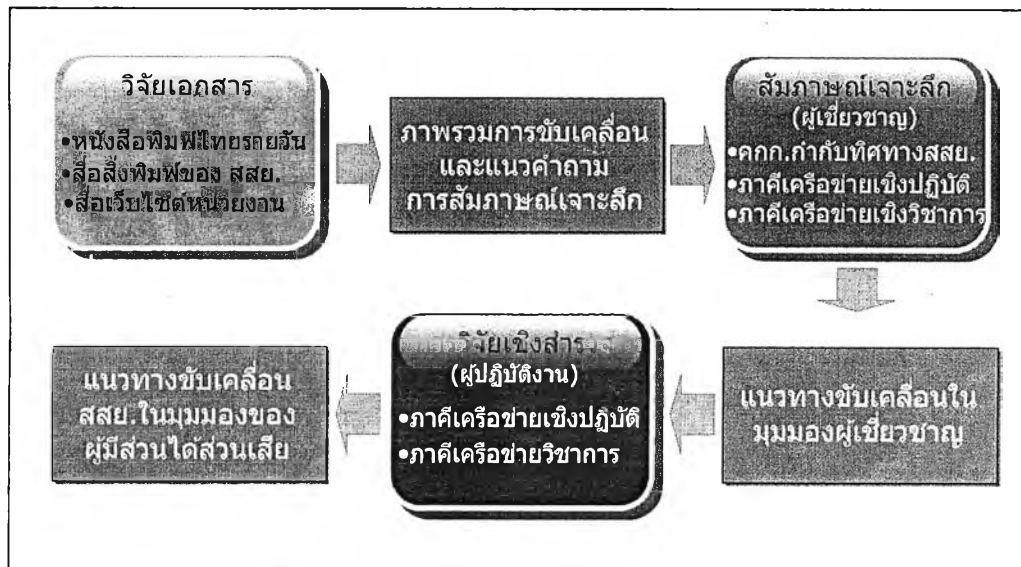 วิจัยเอกสาร
•หนังสือพิมพ์ไทยรายวัน
•สื่อสิ่งพิมพ์ของ สสย.
•สื่อเว็บไซต์หน่วยงาน
ภาพรวมการขับเคลื่อน
และแนวคำถาม
การสัมภาษณ์เจาะลึก
สัมภาษณ์เจาะลึก
(ผู้เชี่ยวชาญ)
•คกก.กำกับทิศทางสสย.
•ภาคีเครือข่ายเชิงปฏิบัติ
•ภาคีเครือข่ายเชิงวิชาการ
แนวทางขับเคลื่อนใน
มุมมองผู้เชี่ยวชาญ
วิจัยเชิงสำรวจ
(ผู้ปฏิบัติงาน)
•ภาคีเครือข่ายเชิงปฏิบัติ
•ภาคีเครือข่ายวิชาการ
แนวทางขับเคลื่อน
สสย.ในมุมมองของ
ผู้มีส่วนได้ส่วนเสีย